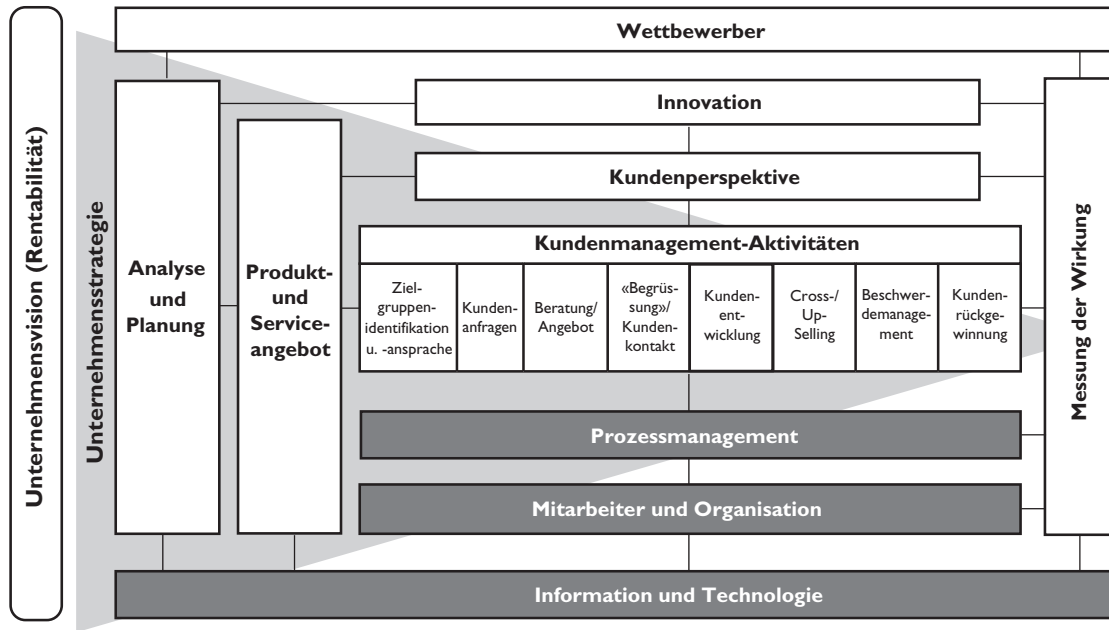 Unternehmensvision (Rentabilität)
Unternehmensstrategie
Wettbewerber
Analyse
und
Planung
Produkt-
und
Service-
angebot
Innovation
Kundenperspektive
Kundenmanagement-Aktivitäten
Ziel-
gruppen-
identifikation
u. -ansprache
Kunden-
anfragen
Beratung/
Angebot
«Begrüs-
sung»/
Kunden-
kontakt
Kunden-
ent-
wicklung
Cross-/
Up-
Selling
Beschwer-
demanage-
ment
Kunden-
rückge-
winnung
Prozessmanagement
Mitarbeiter und Organisation
Messung der Wirkung
Information und Technologie